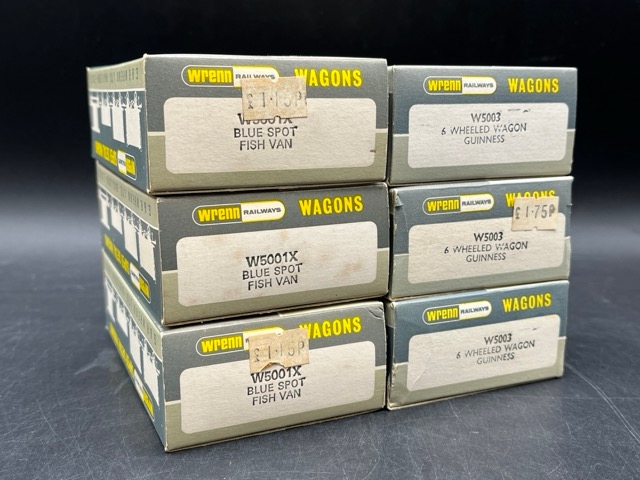 wrenn RAILWAYS WAGONS
£1·75P
W5001X
BLUE SPOT
FISH VAN
wrenn RAILWAYS WAGONS
W5001X
BLUE SPOT
FISH VAN
wrenn RAILWAYS WAGONS
W5001X
BLUE SPOT
FISH VAN
wrenn RAILWAYS WAGONS
W5003
6 WHEELED WAGON
GUINNESS
wrenn RAILWAYS WAGONS
£1·75P
W5003
6 WHEELED WAGON
GUINNESS
wrenn RAILWAYS WAGONS
W5003
6 WHEELED WAGON
GUINNESS